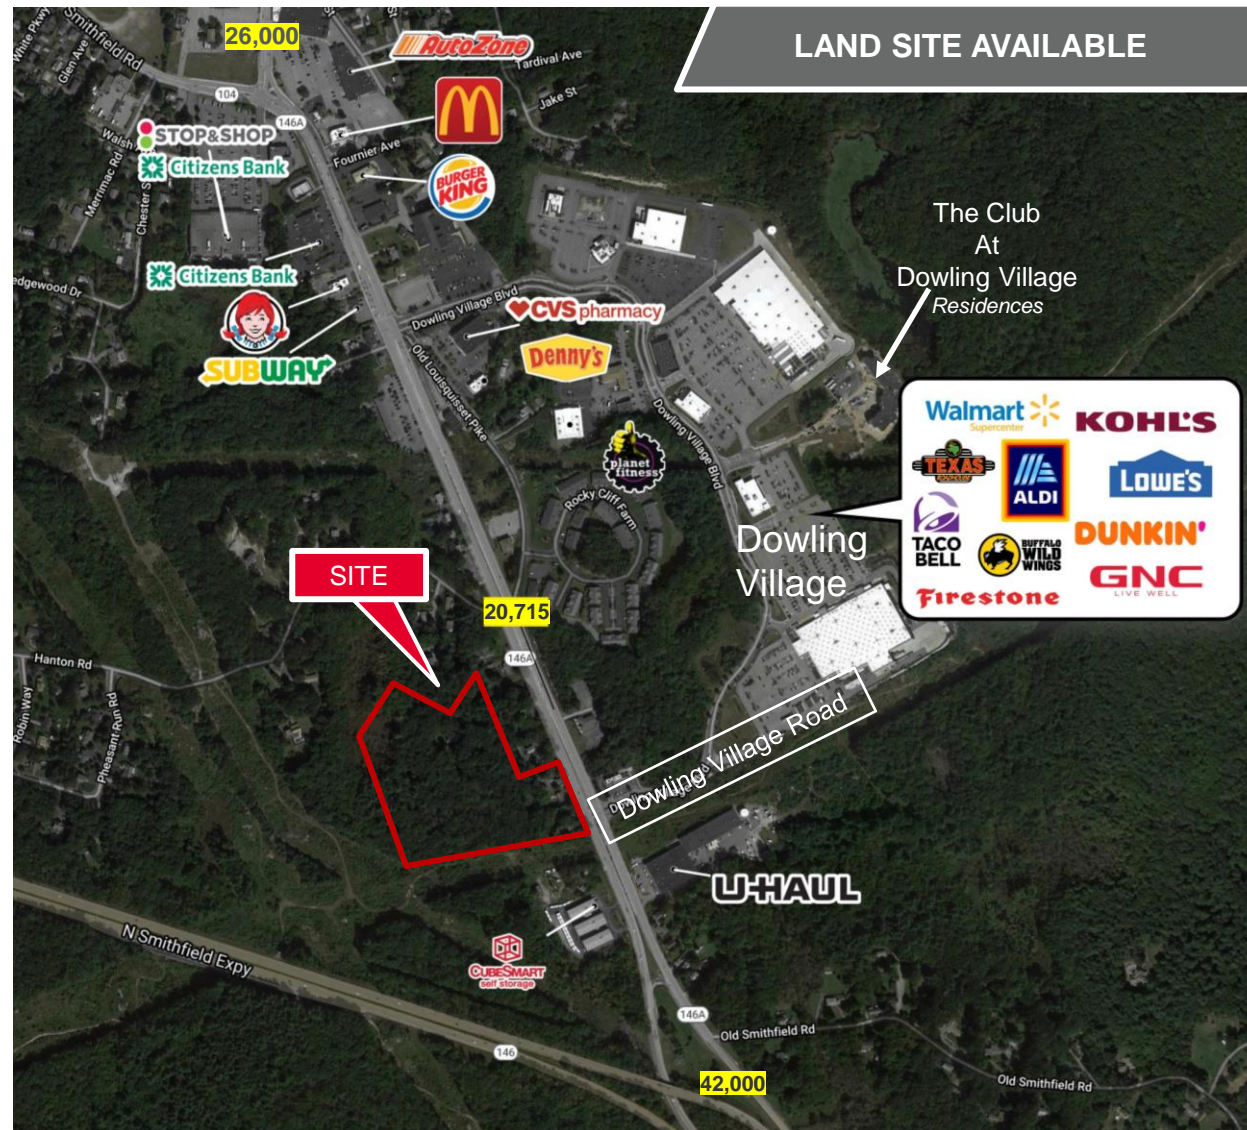 LAND SITE AVAILABLE
White Pkwy
Glen Ave
Smithfield Rd
26,000
AutoZone
Tardival Ave
Jake St
104
146A
STOP&SHOP
Citizens Bank
Walsh
Merrimac Rd
Chester S
Fournier Ave
BURGER
KING
The Club
At
Dowling Village
Residences
Citizens Bank
edgewood Dr
Dowling Village Blvd
CVS pharmacy
Denny's
SUBWAY
Old Louisquisset Pike
Dowling Village Blvd
planet
fitness
Rocky Cliff Farm
Walmart
Supercenter
KOHL'S
TEXAS
ROADHOUSE
ALDI
LOWE'S
TACO
BELL
BUFFALO
WILD
WINGS
DUNKIN'
GNC
LIVE WELL
Firestone
Dowling
Village
SITE
20,715
146A
Hanton Rd
Robin Way
Pheasant Run Rd
Dowling Village Road
U-HAUL
CUBESMART
self storage
N Smithfield Expy
146
146A
Old Smithfield Rd
42,000
Old Smithfield Rd